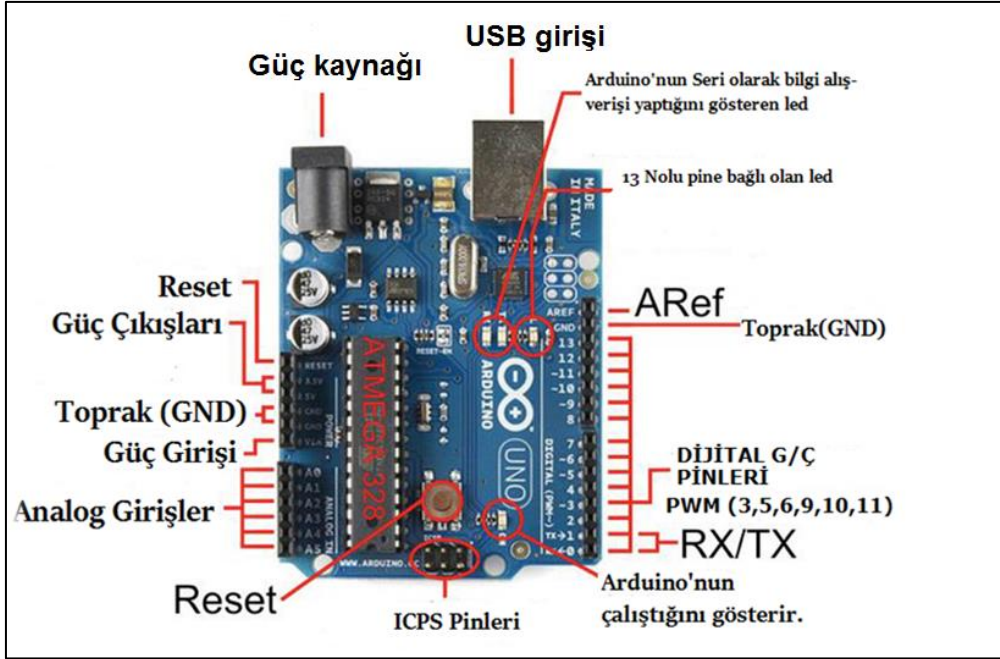 USB girişi
Güç kaynağı
Arduino'nun Seri olarak bilgi alış-
verişi yaptığını gösteren led
13 Nolu pine bağlı olan led
MADE
IN ITALY
Reset
Güç Çıkışları
Toprak (GND)
Güç Girişi
Analog Girişler
ARef
Toprak(GND)
AREF
GND
13
12
~11
~10
~9
8
7
~6
~5
4
~3
2
TX→1
←0
DIGITAL (PWM~)
ARDUINO
UNO
RESET-EN
ATMEGA 328
RESET
3.3V
5V
GND
GND
POWER
A0
A1
A2
A3
A4
A5
ANALOG IN
ICSP
DİJİTAL G/Ç
PİNLERİ
PWM (3,5,6,9,10,11)
RX/TX
Reset
ICPS Pinleri
Arduino'nun
çalıştığını gösterir.